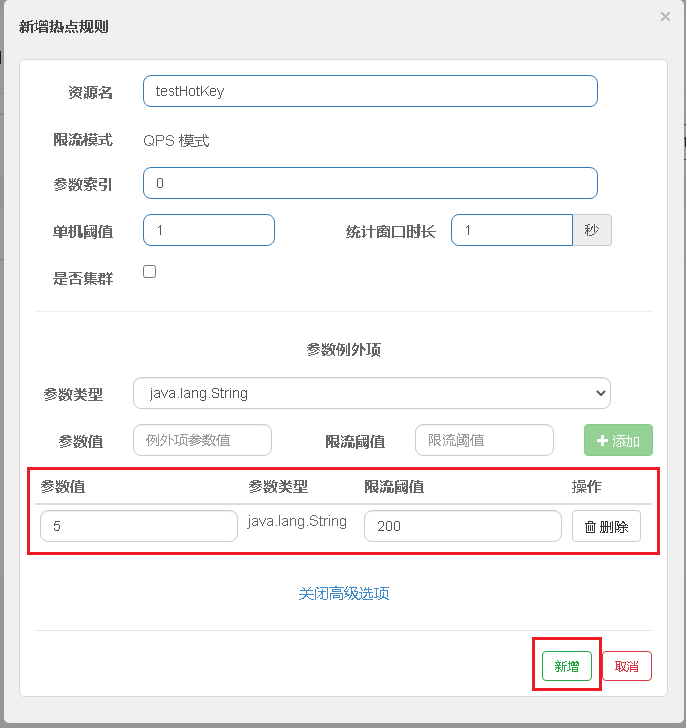 新增热点规则 ×
资源名 testHotKey
限流模式 QPS 模式
参数索引 0
单机阈值 1 统计窗口时长 1 秒
是否集群
参数例外项
参数类型 java.lang.String
参数值 例外项参数值 限流阈值 限流阈值 添加
参数值 参数类型 限流阈值 操作
5 java.lang.String 200 删除
关闭高级选项
新增 取消